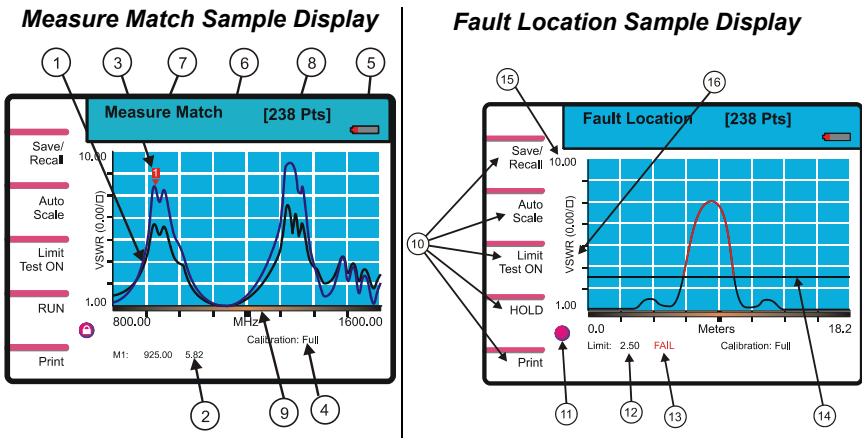 Measure Match Sample Display
1
3
7
6
8
5
Measure Match [238 Pts]
Save/
Recall
Auto
Scale
Limit
Test ON
RUN
Print
10.00
VSWR (0.00/□)
1.00
1
800.00 MHz 1600.00
Calibration: Full
M1: 925.00 5.82
2
9
4
Fault Location Sample Display
15
16
Fault Location [238 Pts]
Save/
Recall
Auto
Scale
Limit
Test ON
HOLD
Print
10
10.00
VSWR (0.00/□)
1.00
0.0 Meters 18.2
Limit: 2.50 FAIL Calibration: Full
11
12
13
14